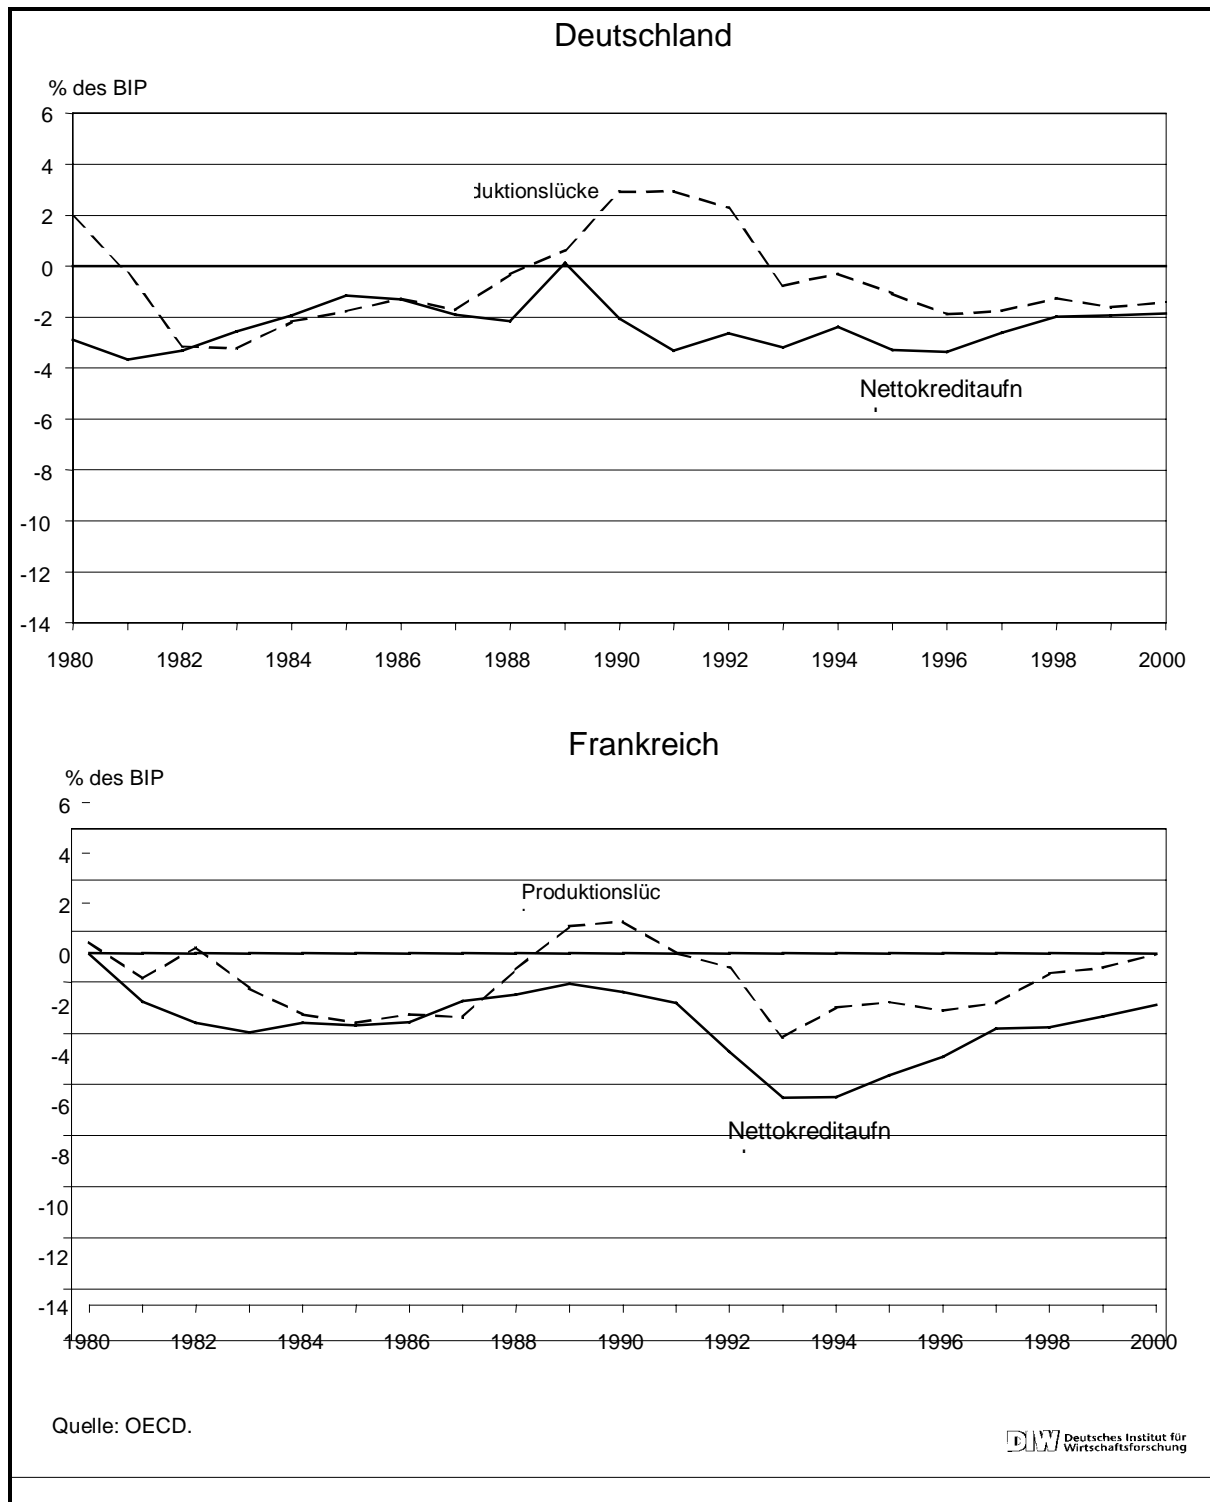 Deutschland
% des BIP
6
4
duktionslücke
2
0
-2
-4
Nettokreditaufn
-6
-8
-10
-12
-14
1980 1982 1984 1986 1988 1990 1992 1994 1996 1998 2000
Frankreich
% des BIP
6
4
Produktionslüc
2
0
-2
-4
-6
Nettokreditaufn
-8
-10
-12
-14
1980 1982 1984 1986 1988 1990 1992 1994 1996 1998 2000
Quelle: OECD.
DIW Deutsches Institut für
Wirtschaftsforschung